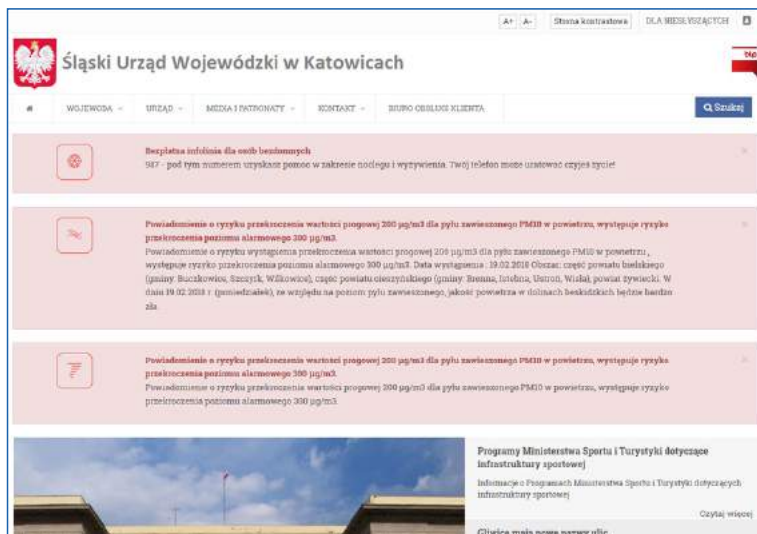 A+ A- Strona kontrastowa DLA NIESŁYSZĄCYCH
Śląski Urząd Wojewódzki w Katowicach
WOJEWODA URZĄD MEDIA I PATRONATY KONTAKT BIURO OBSŁUGI KLIENTA Szukaj
Bezpłatna infolinia dla osób bezdomnych
987 - pod tym numerem uzyskasz pomoc w zakresie noclegu i wyżywienia. Twój telefon może uratować czyjeś życie!
Powiadomienie o ryzyku przekroczenia wartości progowej 200 µg/m3 dla pyłu zawieszonego PM10 w powietrzu, występuje ryzyko
przekroczenia poziomu alarmowego 300 µg/m3.
Powiadomienie o ryzyku wystąpienia przekroczenia wartości progowej 200 µg/m3 dla pyłu zawieszonego PM10 w powietrzu ,
występuje ryzyko przekroczenia poziomu alarmowego 300 µg/m3. Data wystąpienia : 19.02.2018 Obszar: część powiatu bielskiego
(gminy: Buczkowice, Szczyrk, Wilkowice), część powiatu cieszyńskiego (gminy: Brenna, Istebna, Ustroń, Wisła), powiat żywiecki. W
dniu 19.02.2018 r. (poniedziałek), ze względu na poziom pyłu zawieszonego, jakość powietrza w dolinach beskidzkich będzie bardzo
zła.
Powiadomienie o ryzyku przekroczenia wartości progowej 200 µg/m3 dla pyłu zawieszonego PM10 w powietrzu, występuje ryzyko
przekroczenia poziomu alarmowego 300 µg/m3.
Powiadomienie o ryzyku przekroczenia wartości progowej 200 µg/m3 dla pyłu zawieszonego PM10 w powietrzu, występuje ryzyko
przekroczenia poziomu alarmowego 300 µg/m3.
Programy Ministerstwa Sportu i Turystyki dotyczące
infrastruktury sportowej
Informacje o Programach Ministerstwa Sportu i Turystyki dotyczących
infrastruktury sportowej
Czytaj więcej
Gliwice mają nowe nazwy ulic